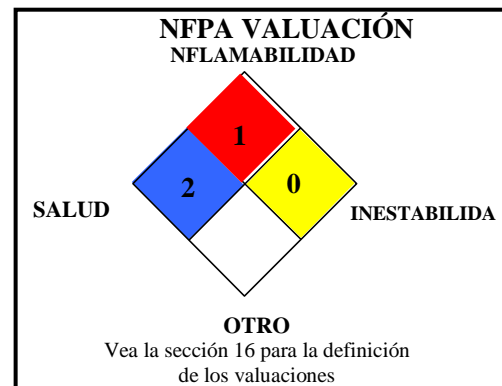 NFPA VALUACIÓN
NFLAMABILIDAD
1
2
0
SALUD
INESTABILIDA
OTRO
Vea la sección 16 para la definición
de los valuaciones